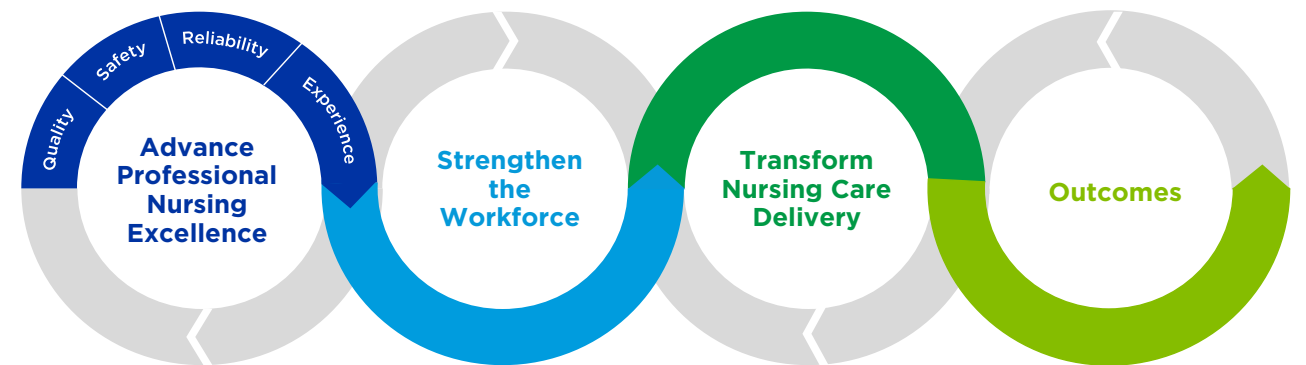 Quality
Safety
Reliability
Experience
Advance
Professional
Nursing
Excellence
Strengthen
the
Workforce
Transform
Nursing Care
Delivery
Outcomes